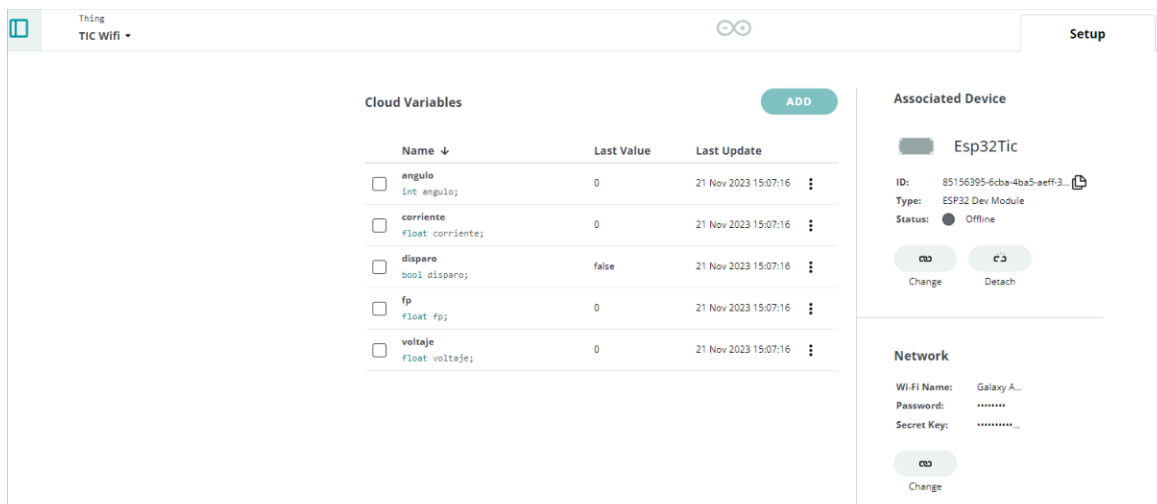 Thing
TIC Wifi
Setup
Cloud Variables
ADD
Name ↓ Last Value Last Update
angulo
int angulo;
0 21 Nov 2023 15:07:16
corriente
float corriente;
0 21 Nov 2023 15:07:16
disparo
bool disparo;
false 21 Nov 2023 15:07:16
fp
float fp;
0 21 Nov 2023 15:07:16
voltaje
float voltaje;
0 21 Nov 2023 15:07:16
Associated Device
Esp32Tic
ID: 85156395-6cba-4ba5-aeff-3...
Type: ESP32 Dev Module
Status: Offline
Change Detach
Network
Wi-Fi Name: Galaxy A...
Password: ••••••••
Secret Key: ••••••••••...
Change